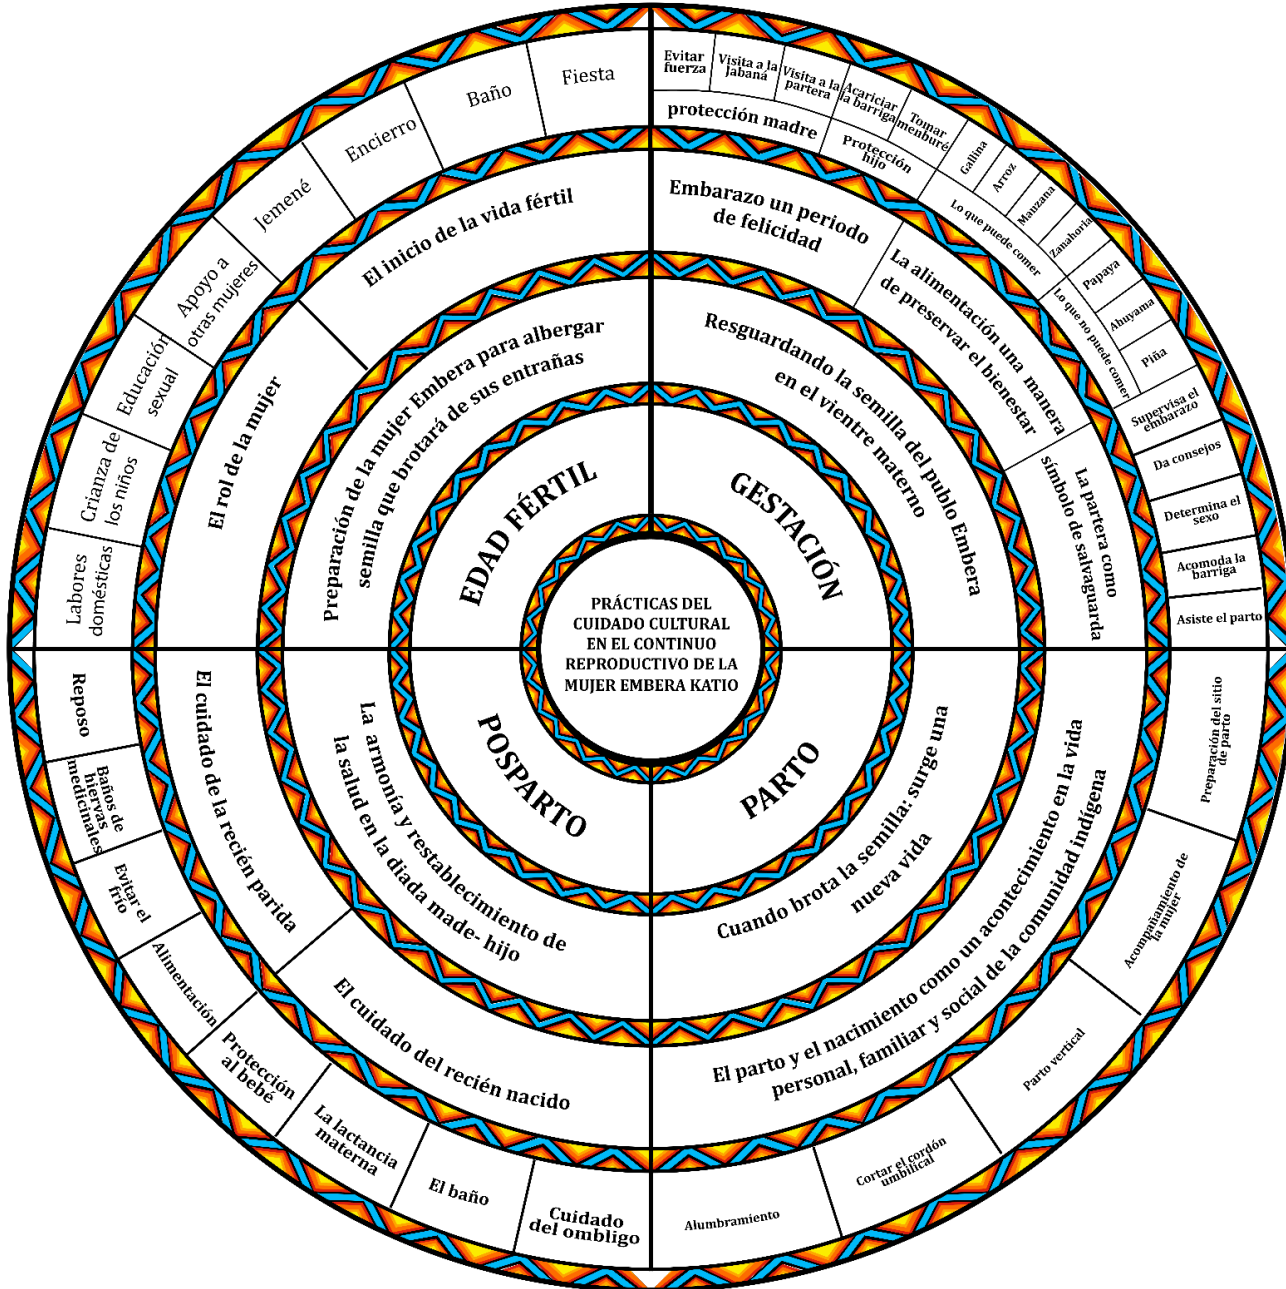 PRÁCTICAS DEL
CUIDADO CULTURAL
EN EL CONTINUO
REPRODUCTIVO DE LA
MUJER EMBERA KATIO
EDAD FÉRTIL
Preparación de la mujer Embera para albergar
semilla que brotará de sus entrañas
El rol de la mujer
El inicio de la vida fértil
Labores
domésticas
Crianza de
los niños
Educación
sexual
Apoyo a
otras mujeres
Jemené
Encierro
Baño
Fiesta
GESTACIÓN
Resguardando la semilla del publo Embera
en el vientre materno
Embarazo un periodo
de felicidad
La alimentación una manera
de preservar el bienestar
La partera como
símbolo de salvaguarda
protección madre
Protección
hijo
Lo que puede comer
Lo que no puede comer
Evitar
fuerza
Visita a la
Jabaná
Visita a la
partera
Acariciar
la barriga
Tomar
menburé
Gallina
Arroz
Manzana
Zanahoria
Papaya
Ahuyama
Piña
Supervisa el
embarazo
Da consejos
Determina el
sexo
Acomoda la
barriga
Asiste el parto
PARTO
Cuando brota la semilla: surge una
nueva vida
El parto y el nacimiento como un acontecimiento en la vida
personal, familiar y social de la comunidad indígena
Preparación del sitio
de parto
Acompañamiento de
la mujer
Parto vertical
Cortar el cordón
umbilical
Alumbramiento
POSPARTO
La armonía y restablecimiento de
la salud en la diada made- hijo
El cuidado de la recién parida
El cuidado del recién nacido
Reposo
Baños de
hiervas
medicinales
Evitar el
frío
Alimentación
Protección
al bebé
La lactancia
materna
El baño
Cuidado
del ombligo